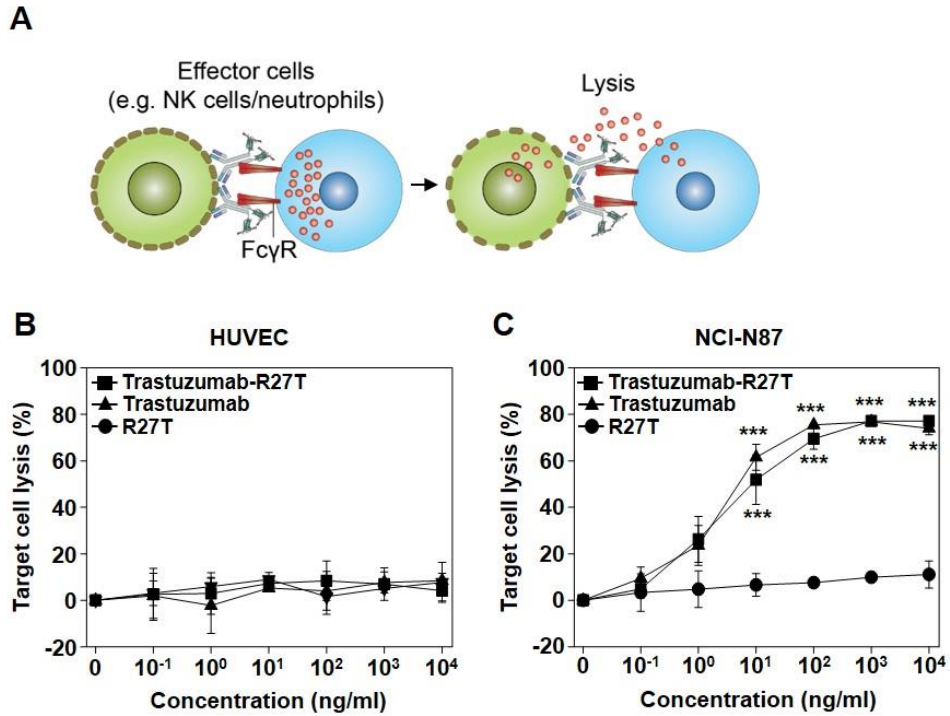 A
Effector cells
(e.g. NK cells/neutrophils)
Lysis
FcγR
B
HUVEC
Target cell lysis (%)
100
80
60
40
20
0
-20
Trastuzumab-R27T
Trastuzumab
R27T
0 10⁻¹ 10⁰ 10¹ 10² 10³ 10⁴
Concentration (ng/ml)
C
NCI-N87
Target cell lysis (%)
100
80
60
40
20
0
-20
Trastuzumab-R27T
Trastuzumab
R27T
*** *** *** ***
*** *** *** ***
0 10⁻¹ 10⁰ 10¹ 10² 10³ 10⁴
Concentration (ng/ml)